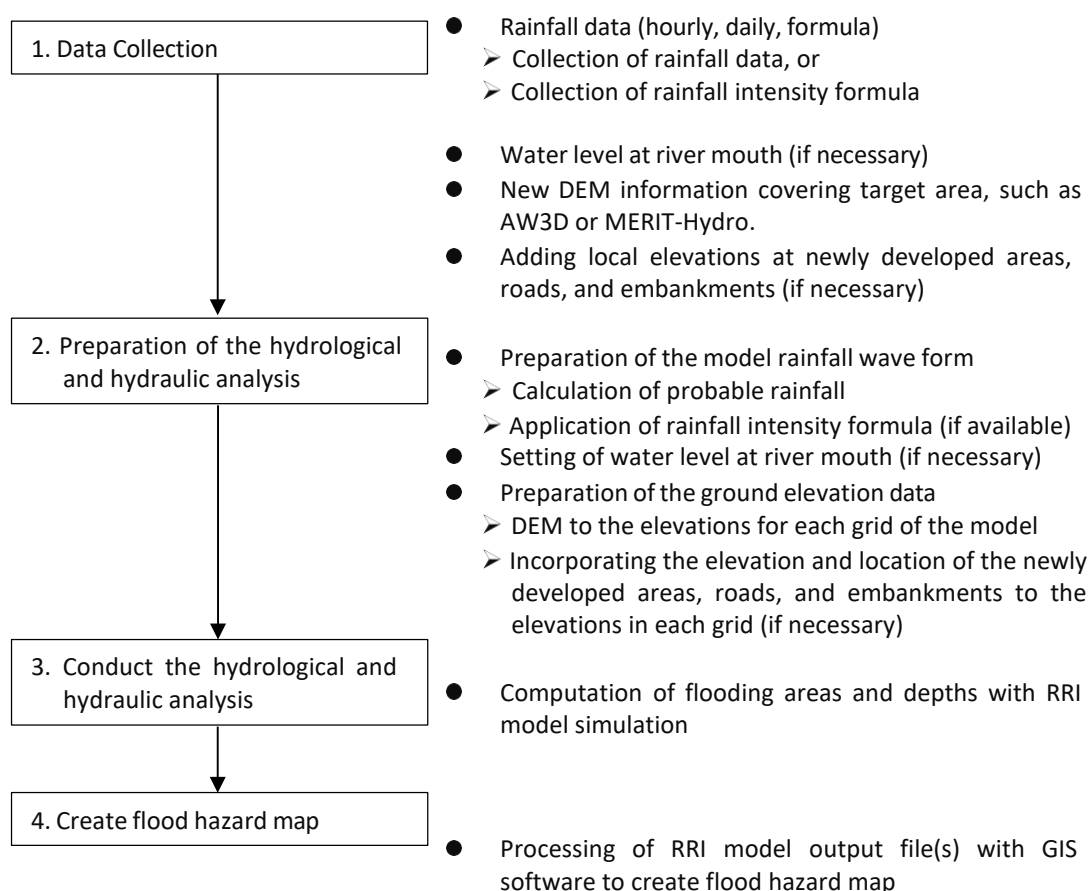 1. Data Collection
● Rainfall data (hourly, daily, formula)
➢ Collection of rainfall data, or
➢ Collection of rainfall intensity formula
● Water level at river mouth (if necessary)
● New DEM information covering target area, such as
AW3D or MERIT-Hydro.
● Adding local elevations at newly developed areas,
roads, and embankments (if necessary)
2. Preparation of the hydrological
and hydraulic analysis
● Preparation of the model rainfall wave form
➢ Calculation of probable rainfall
➢ Application of rainfall intensity formula (if available)
● Setting of water level at river mouth (if necessary)
● Preparation of the ground elevation data
➢ DEM to the elevations for each grid of the model
➢ Incorporating the elevation and location of the newly
developed areas, roads, and embankments to the
elevations in each grid (if necessary)
3. Conduct the hydrological and
hydraulic analysis
● Computation of flooding areas and depths with RRI
model simulation
4. Create flood hazard map
● Processing of RRI model output file(s) with GIS
software to create flood hazard map